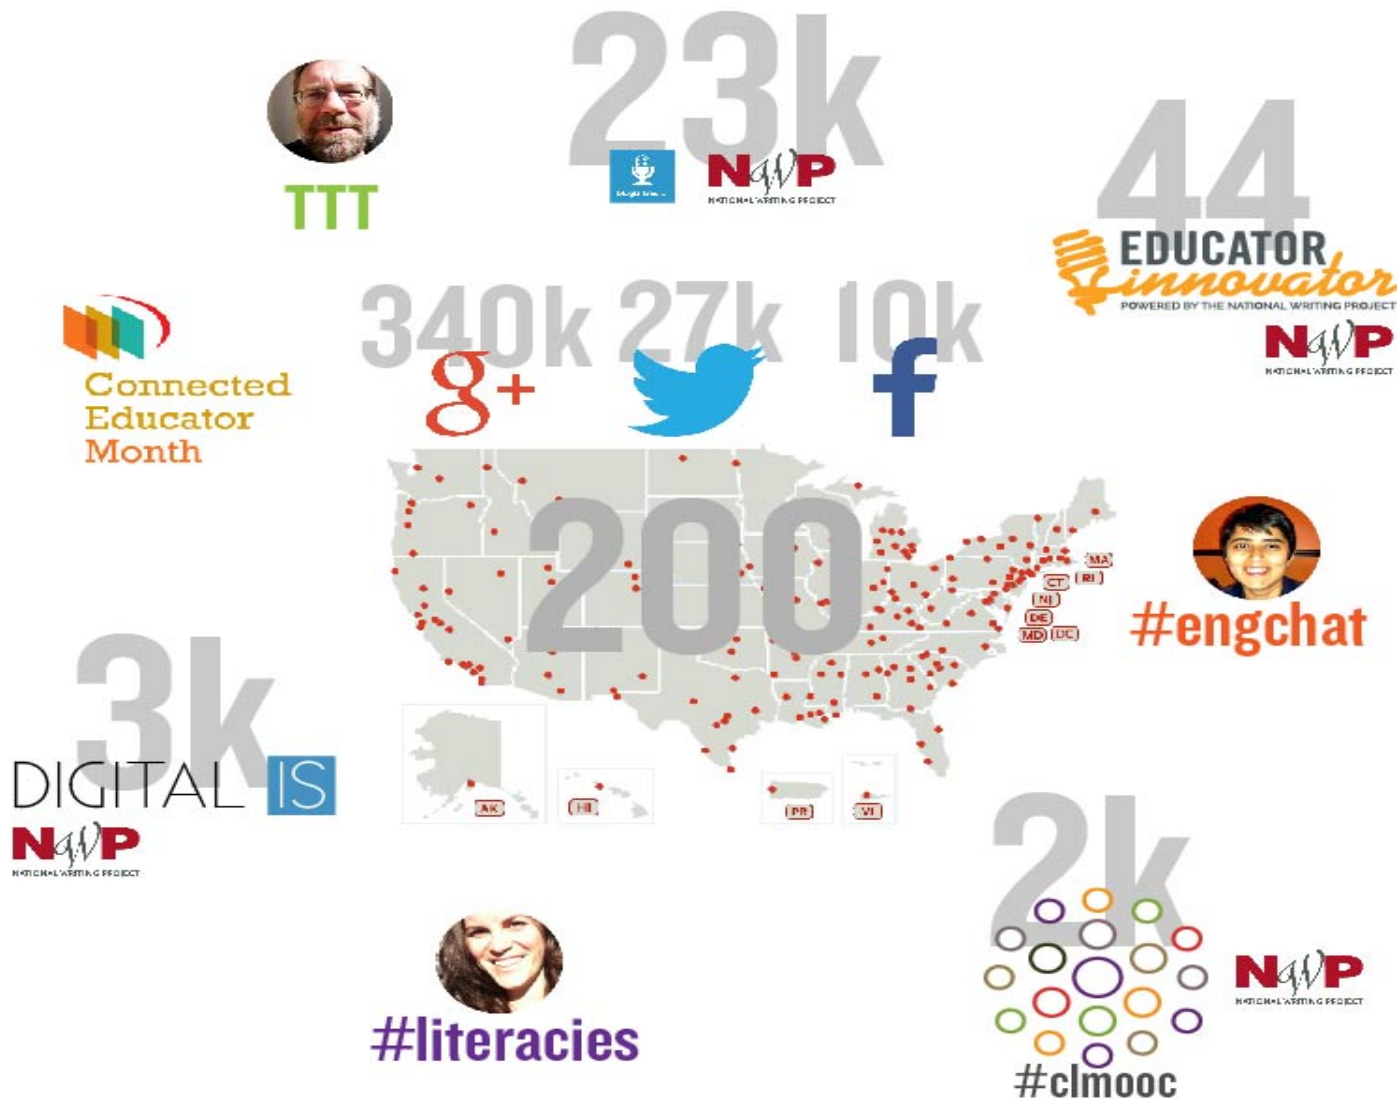 23k
NWP
NATIONAL WRITING PROJECT
TTT
44
EDUCATOR
innovator
POWERED BY THE NATIONAL WRITING PROJECT
NWP
NATIONAL WRITING PROJECT
340k 27k 10k
g+
f
Connected
Educator
Month
200
MA
CT RI
NJ
DE
MD DC
#engchat
3k
DIGITAL IS
NWP
NATIONAL WRITING PROJECT
AK
HI
PR
VI
2k
NWP
NATIONAL WRITING PROJECT
#literacies
#clmooc